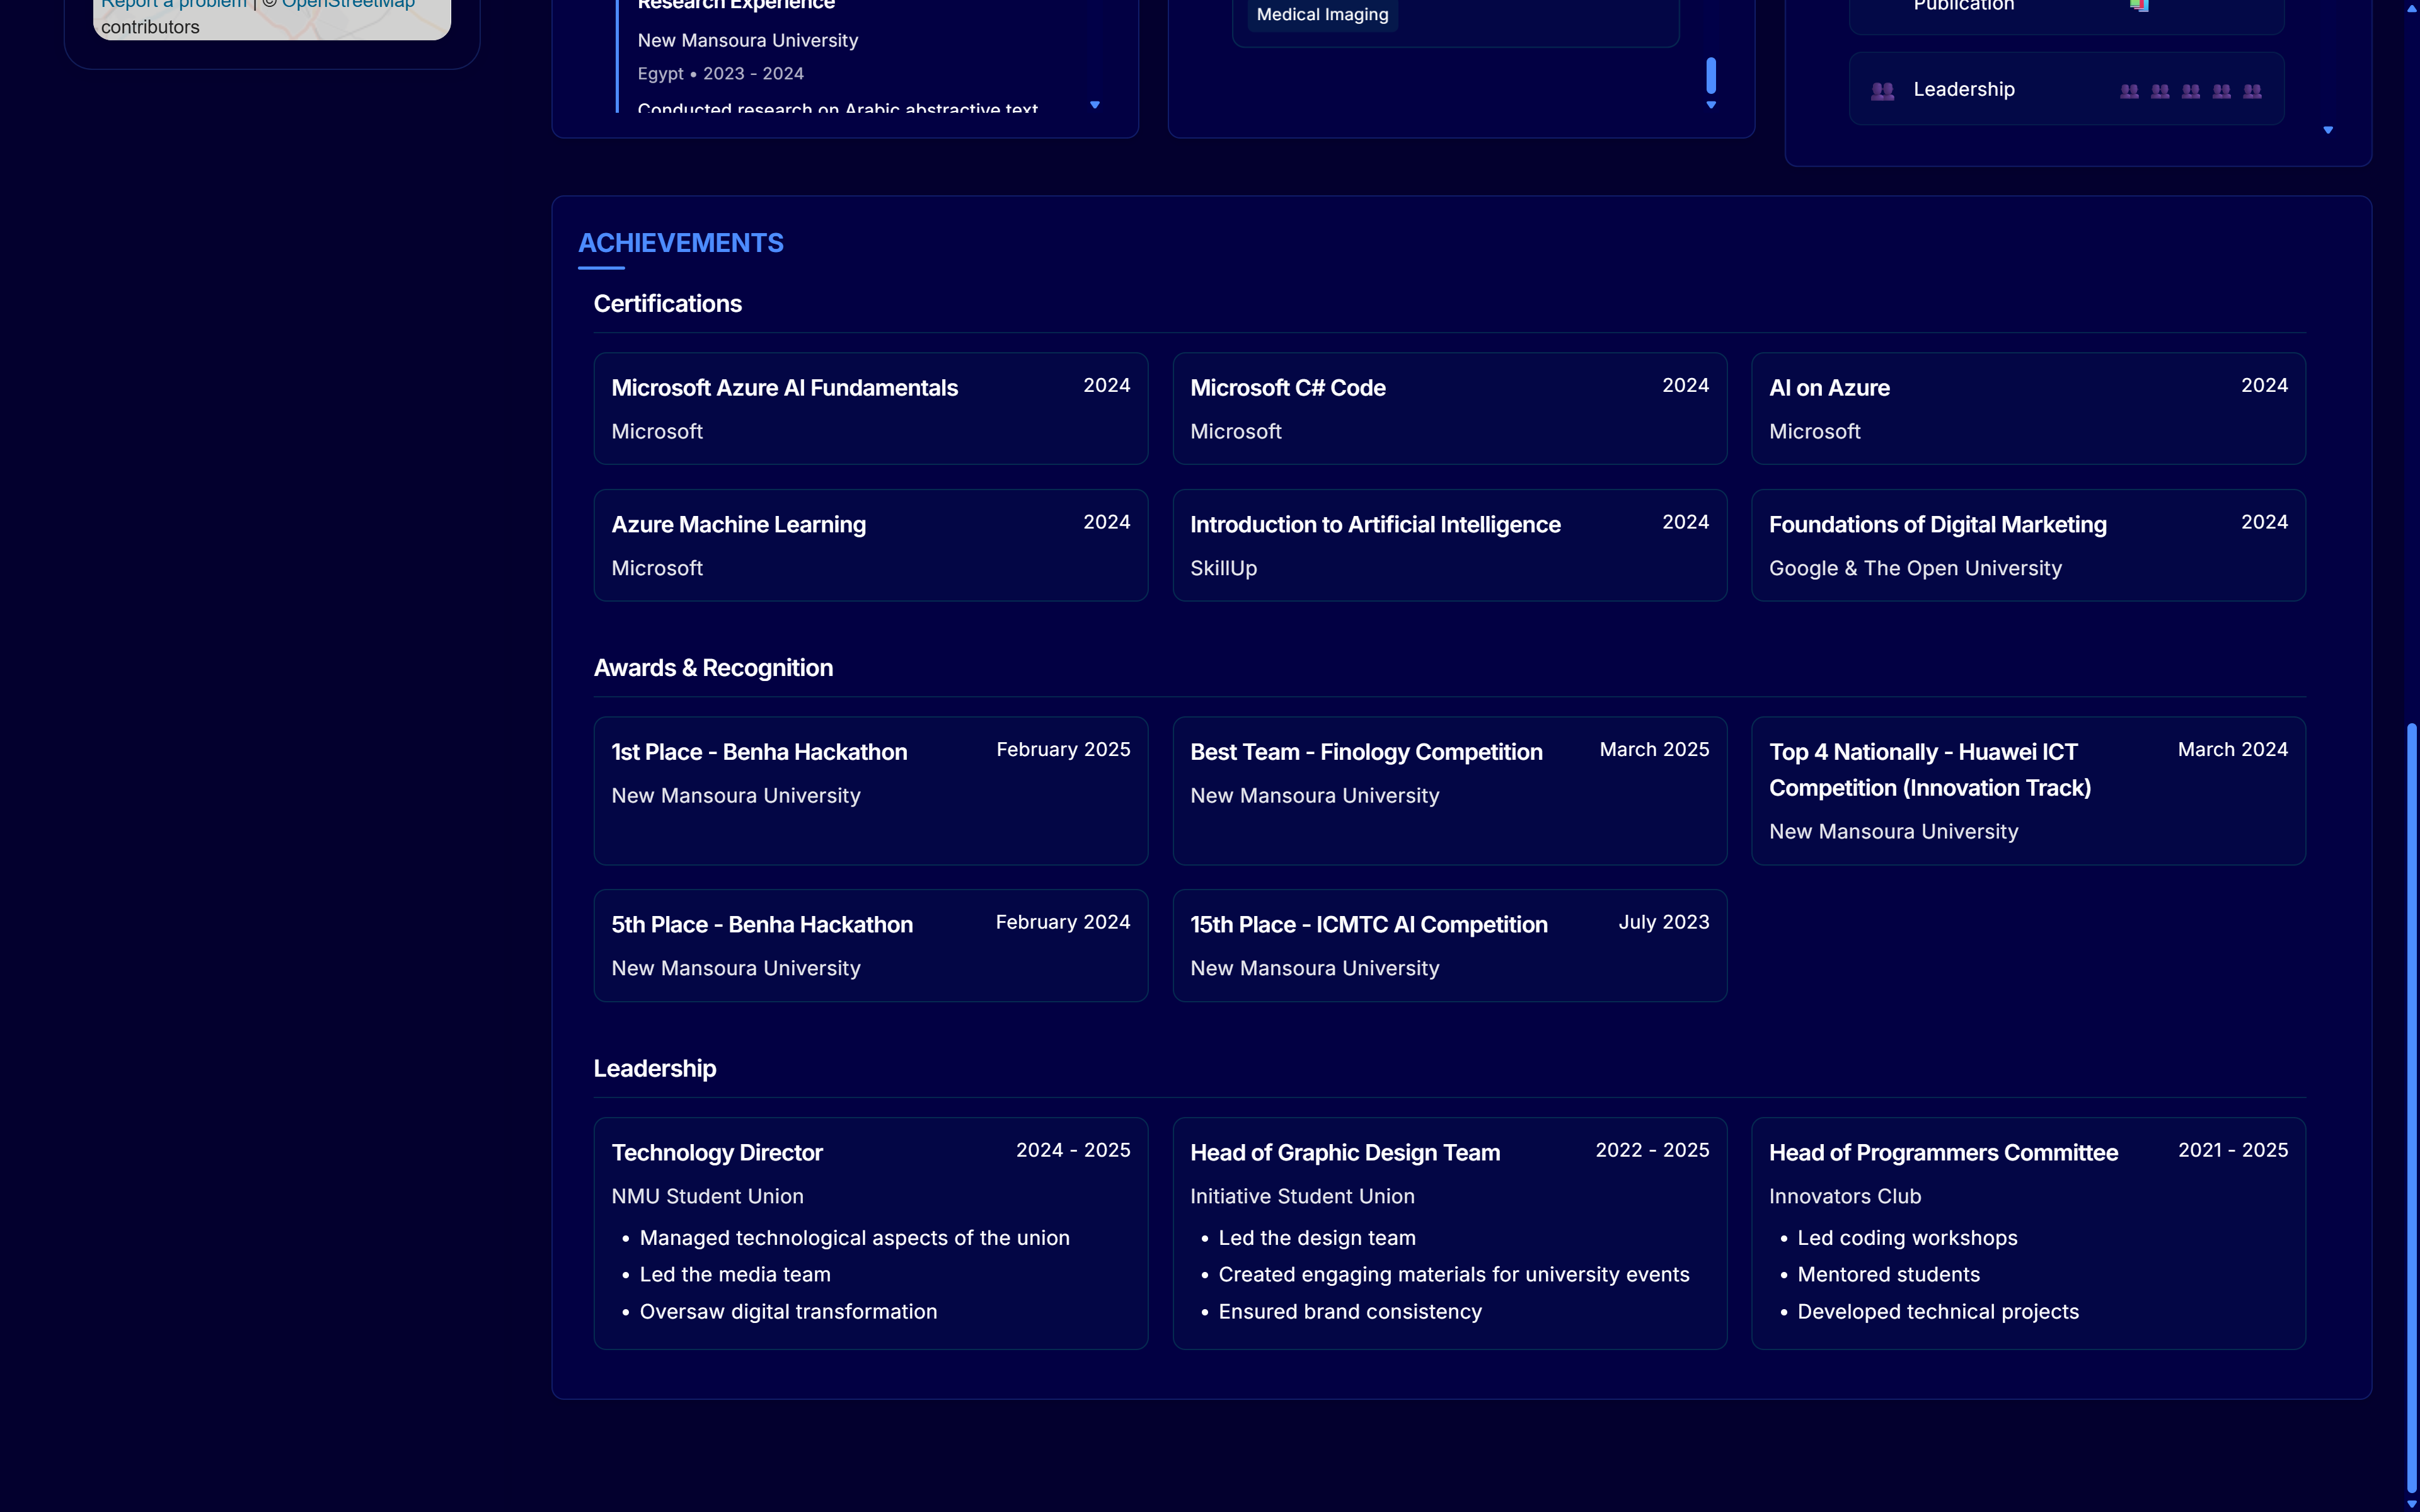 Report a problem | © OpenStreetMap
contributors
Research Experience
New Mansoura University
Egypt • 2023 - 2024
Conducted research on Arabic abstractive text
Medical Imaging
Publication
Leadership
ACHIEVEMENTS
Certifications
Microsoft Azure AI Fundamentals 2024
Microsoft
Microsoft C# Code 2024
Microsoft
AI on Azure 2024
Microsoft
Azure Machine Learning 2024
Microsoft
Introduction to Artificial Intelligence 2024
SkillUp
Foundations of Digital Marketing 2024
Google & The Open University
Awards & Recognition
1st Place - Benha Hackathon February 2025
New Mansoura University
Best Team - Finology Competition March 2025
New Mansoura University
Top 4 Nationally - Huawei ICT March 2024
Competition (Innovation Track)
New Mansoura University
5th Place - Benha Hackathon February 2024
New Mansoura University
15th Place - ICMTC AI Competition July 2023
New Mansoura University
Leadership
Technology Director 2024 - 2025
NMU Student Union
• Managed technological aspects of the union
• Led the media team
• Oversaw digital transformation
Head of Graphic Design Team 2022 - 2025
Initiative Student Union
• Led the design team
• Created engaging materials for university events
• Ensured brand consistency
Head of Programmers Committee 2021 - 2025
Innovators Club
• Led coding workshops
• Mentored students
• Developed technical projects